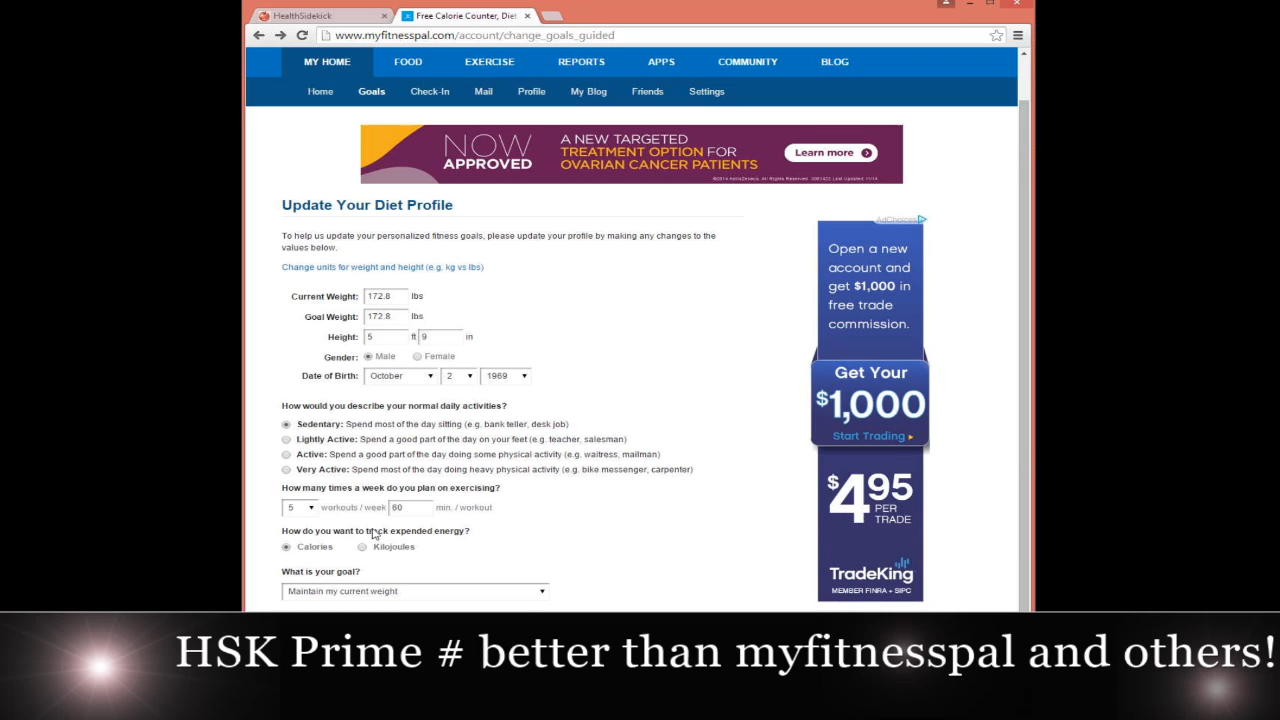 HealthSidekick
Free Calorie Counter, Diet
www.myfitnesspal.com/account/change_goals_guided
MY HOME FOOD EXERCISE REPORTS APPS COMMUNITY BLOG
Home Goals Check-In Mail Profile My Blog Friends Settings
NOW
APPROVED
A NEW TARGETED
TREATMENT OPTION FOR
OVARIAN CANCER PATIENTS
Learn more
Update Your Diet Profile
To help us update your personalized fitness goals, please update your profile by making any changes to the
values below.
Change units for weight and height (e.g. kg vs lbs)
Current Weight: 172.8 lbs
Goal Weight: 172.8 lbs
Height: 5 ft 9 in
Gender: Male Female
Date of Birth: October 2 1969
How would you describe your normal daily activities?
Sedentary: Spend most of the day sitting (e.g. bank teller, desk job)
Lightly Active: Spend a good part of the day on your feet (e.g. teacher, salesman)
Active: Spend a good part of the day doing some physical activity (e.g. waitress, mailman)
Very Active: Spend most of the day doing heavy physical activity (e.g. bike messenger, carpenter)
How many times a week do you plan on exercising?
5 workouts / week 60 min. / workout
How do you want to track expended energy?
Calories Kilojoules
What is your goal?
Maintain my current weight
AdChoices
Open a new
account and
get $1,000 in
free trade
commission.
Get Your
$1,000
Start Trading
$4.95
PER
TRADE
TradeKing
MEMBER FINRA + SIPC
HSK Prime # better than myfitnesspal and others!